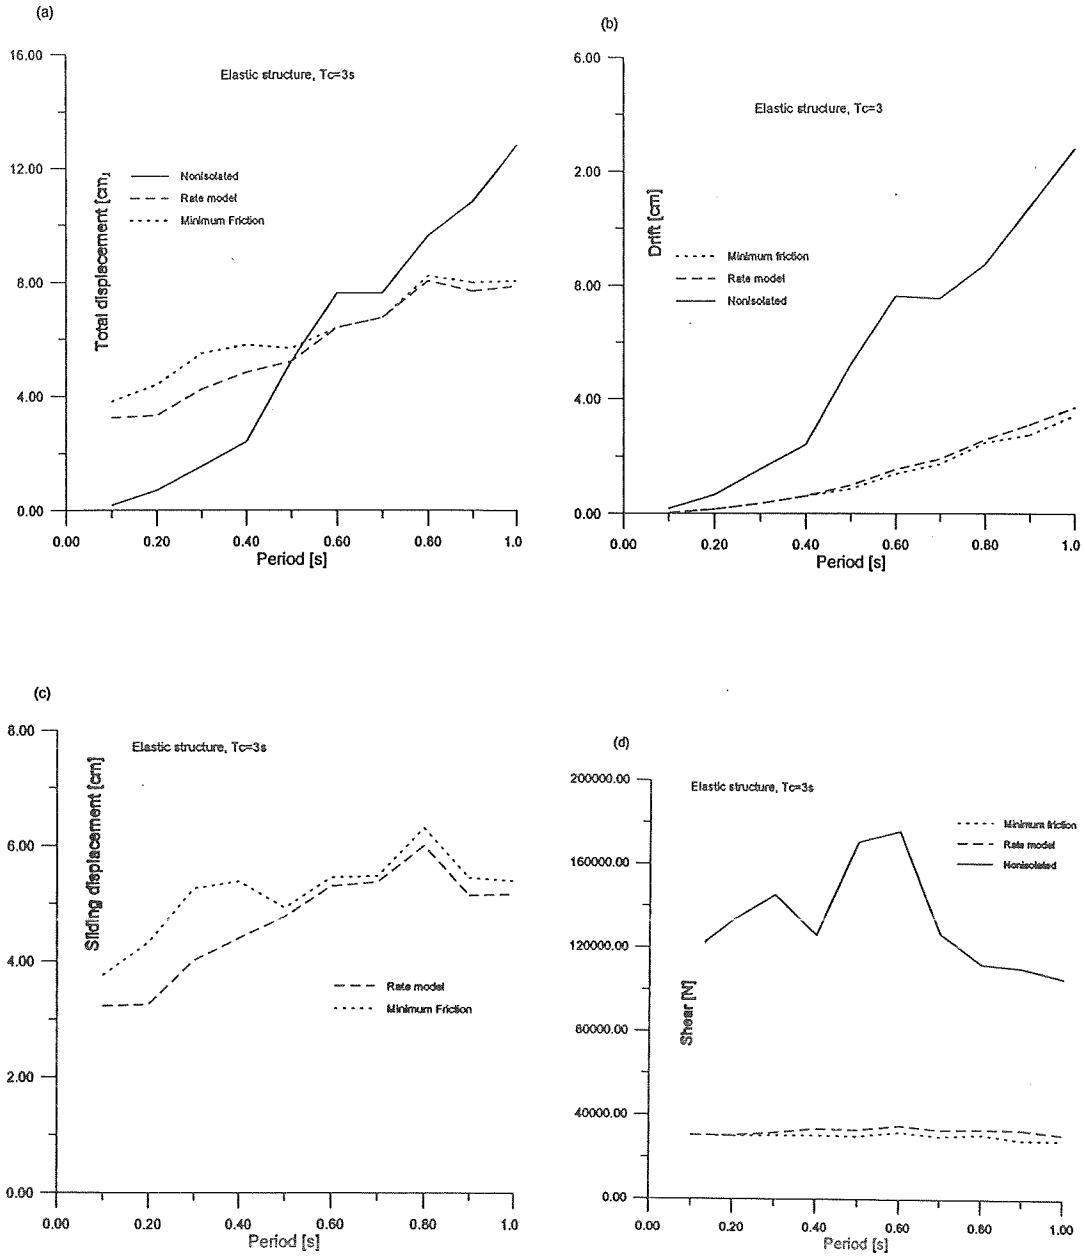 (a)
16.00
Elastic structure, Tc=3s
12.00
Nonisolated
Rate model
Minimum Friction
Total displacement [cm]
8.00
4.00
0.00
0.00 0.20 0.40 0.60 0.80 1.0
Period [s]
(b)
6.00
Elastic structure, Tc=3
2.00
Drift [cm]
Minimum friction
Rate model
Nonisolated
8.00
4.00
0.00
0.00 0.20 0.40 0.60 0.80 1.0
Period [s]
(c)
8.00
Elastic structure, Tc=3s
Sliding displacement [cm]
6.00
4.00
Rate model
Minimum Friction
2.00
0.00
0.00 0.20 0.40 0.60 0.80 1.0
Period [s]
(d)
200000.00
Elastic structure, Tc=3s
Minimum friction
Rate model
Nonisolated
160000.00
120000.00
Shear [N]
80000.00
40000.00
0.00
0.00 0.20 0.40 0.60 0.80 1.00
Period [s]